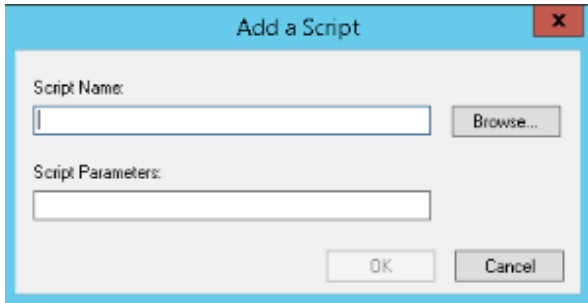 Add a Script
x
Script Name:
Browse...
Script Parameters:
OK
Cancel